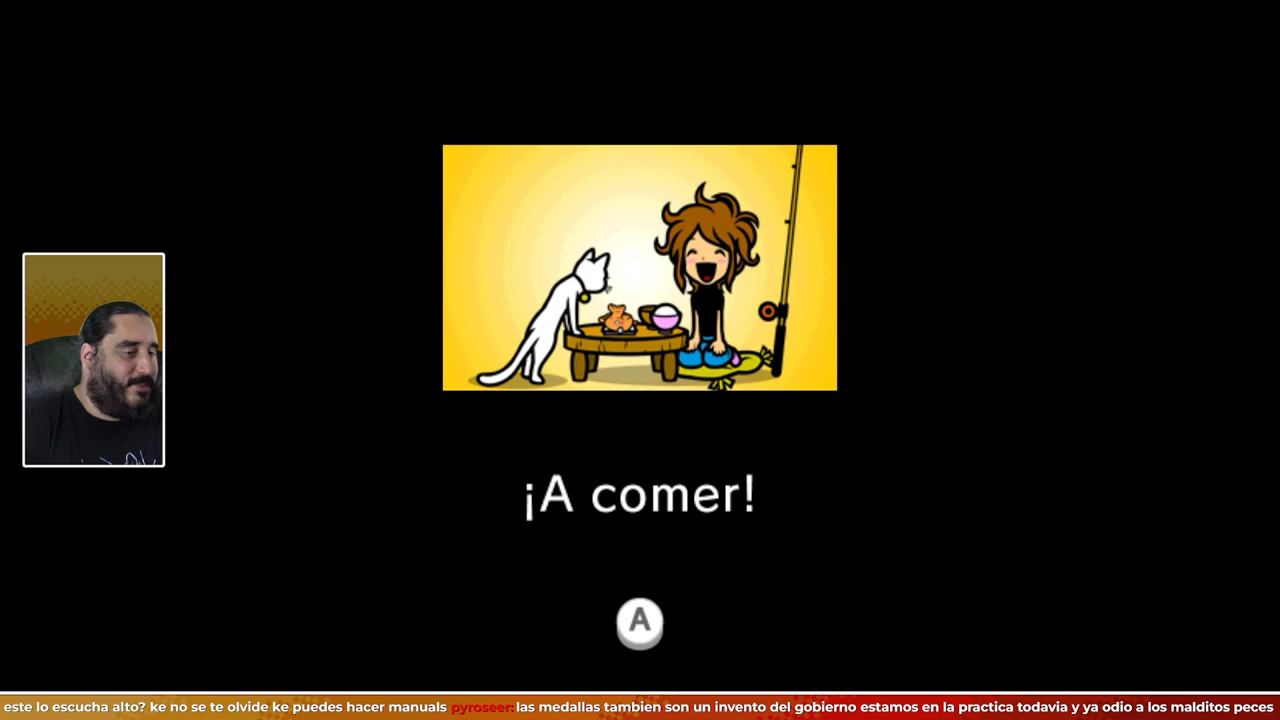 ¡A comer!
A
este lo escucha alto? ke no se te olvide ke puedes hacer manuals pyroseer: las medallas tambien son un invento del gobierno estamos en la practica todavia y ya odio a los malditos peces